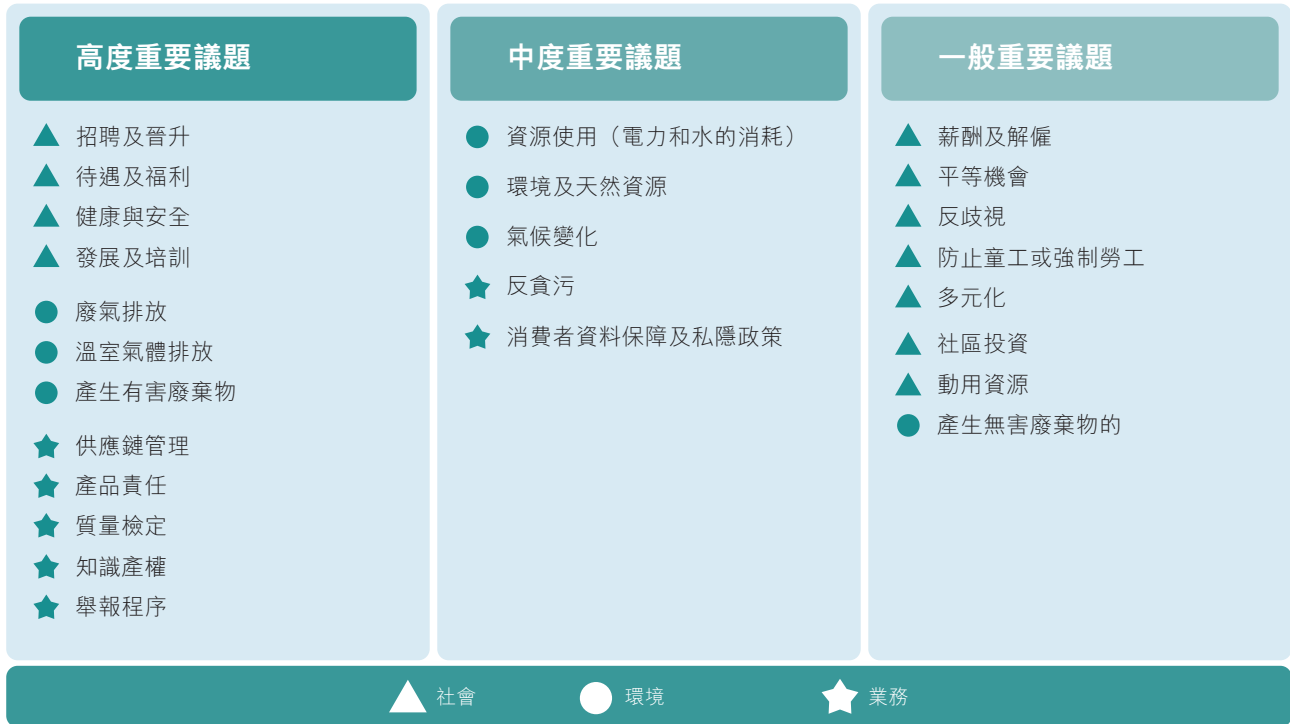 高度重要議題
招聘及晉升
待遇及福利
健康與安全
發展及培訓
廢氣排放
溫室氣體排放
產生有害廢棄物
供應鏈管理
產品責任
質量檢定
知識產權
舉報程序
中度重要議題
資源使用（電力和水的消耗）
環境及天然資源
氣候變化
反貪污
消費者資料保障及私隱政策
一般重要議題
薪酬及解僱
平等機會
反歧視
防止童工或強制勞工
多元化
社區投資
動用資源
產生無害廢棄物的
社會
環境
業務